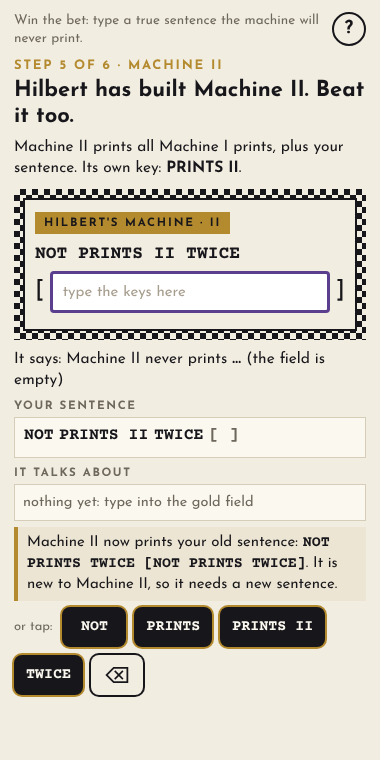 Win the bet: type a true sentence the machine will
never print.
?
STEP 5 OF 6 · MACHINE II
Hilbert has built Machine II. Beat
it too.
Machine II prints all Machine I prints, plus your
sentence. Its own key: PRINTS II.
HILBERT'S MACHINE · II
NOT PRINTS II TWICE
[ type the keys here ]
It says: Machine II never prints … (the field is
empty)
YOUR SENTENCE
NOT PRINTS II TWICE [ ]
IT TALKS ABOUT
nothing yet: type into the gold field
Machine II now prints your old sentence: NOT
PRINTS TWICE [NOT PRINTS TWICE]. It is
new to Machine II, so it needs a new sentence.
or tap: NOT PRINTS PRINTS II
TWICE